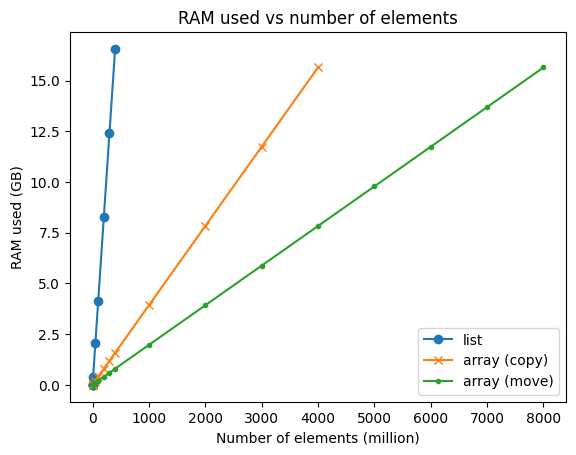 RAM used vs number of elements
RAM used (GB)
15.0
12.5
10.0
7.5
5.0
2.5
0.0
0 1000 2000 3000 4000 5000 6000 7000 8000
Number of elements (million)
list
array (copy)
array (move)